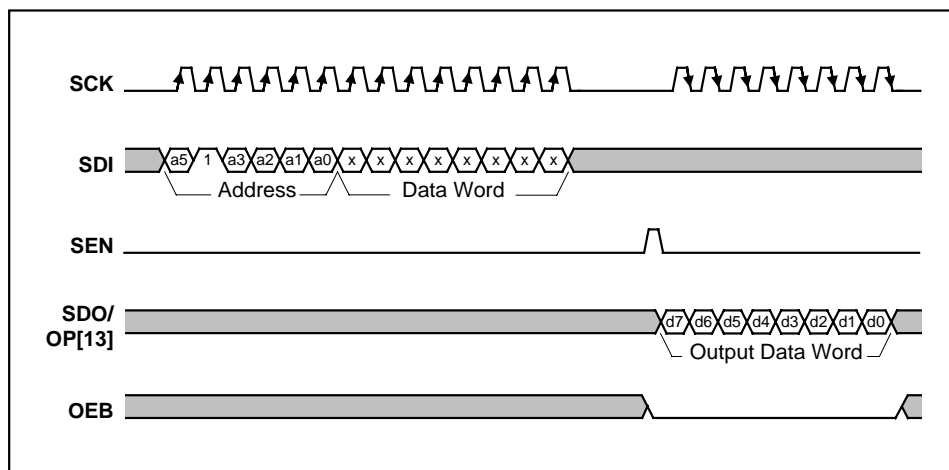 SCK
SDI
a5 1 a3 a2 a1 a0 x x x x x x x x
Address Data Word
SEN
SDO/
OP[13]
d7 d6 d5 d4 d3 d2 d1 d0
Output Data Word
OEB